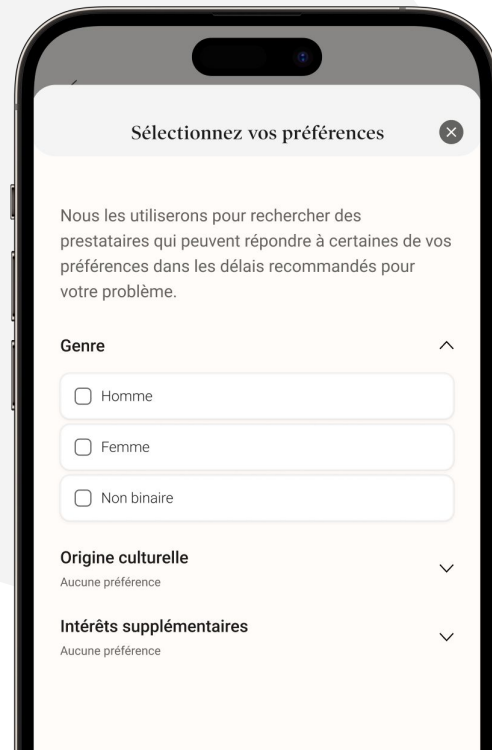 Sélectionnez vos préférences
Nous les utiliserons pour rechercher des
prestataires qui peuvent répondre à certaines de vos
préférences dans les délais recommandés pour
votre problème.
Genre
Homme
Femme
Non binaire
Origine culturelle
Aucune préférence
Intérêts supplémentaires
Aucune préférence